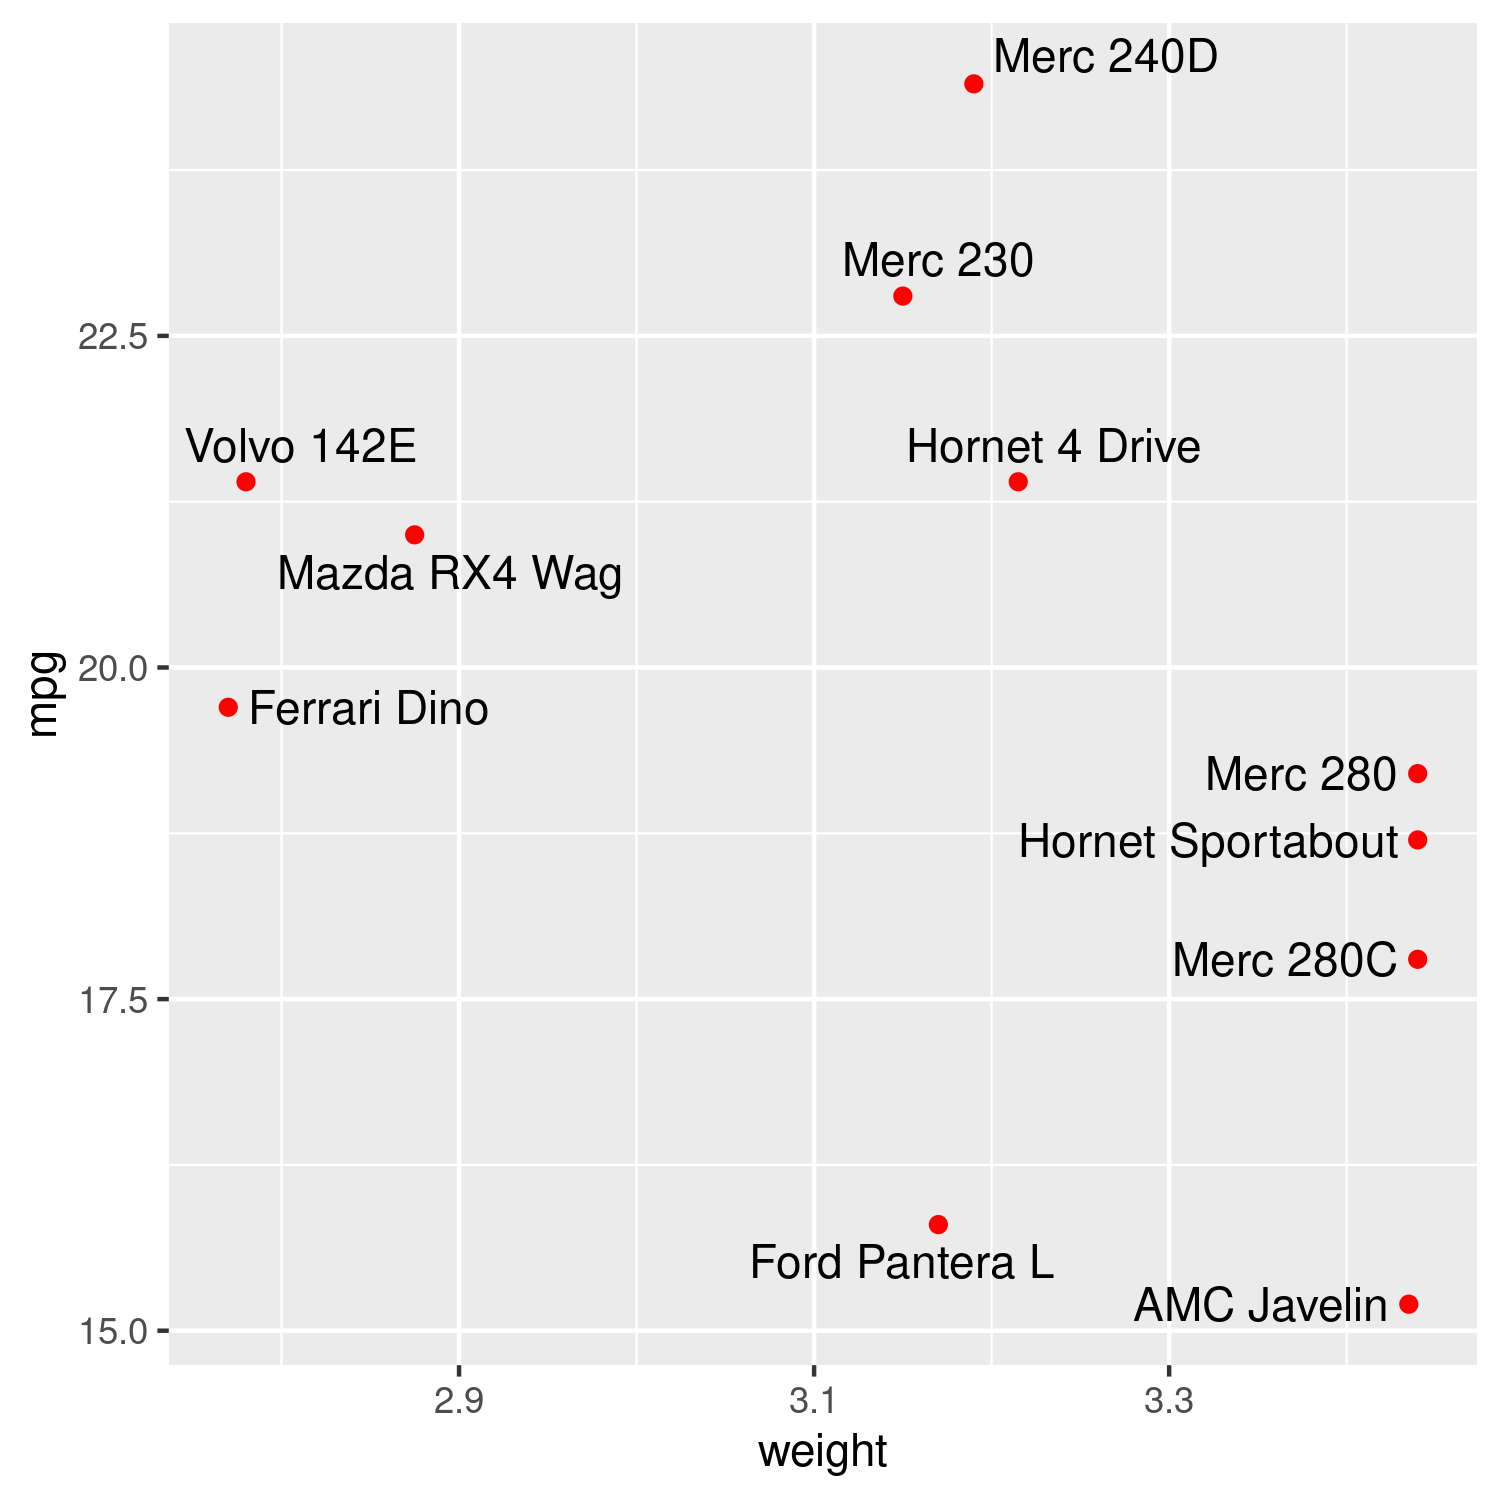 Merc 240D
Merc 230
22.5
Volvo 142E
Hornet 4 Drive
Mazda RX4 Wag
mpg
20.0
Ferrari Dino
Merc 280
Hornet Sportabout
Merc 280C
17.5
Ford Pantera L
AMC Javelin
15.0
2.9
3.1
3.3
weight